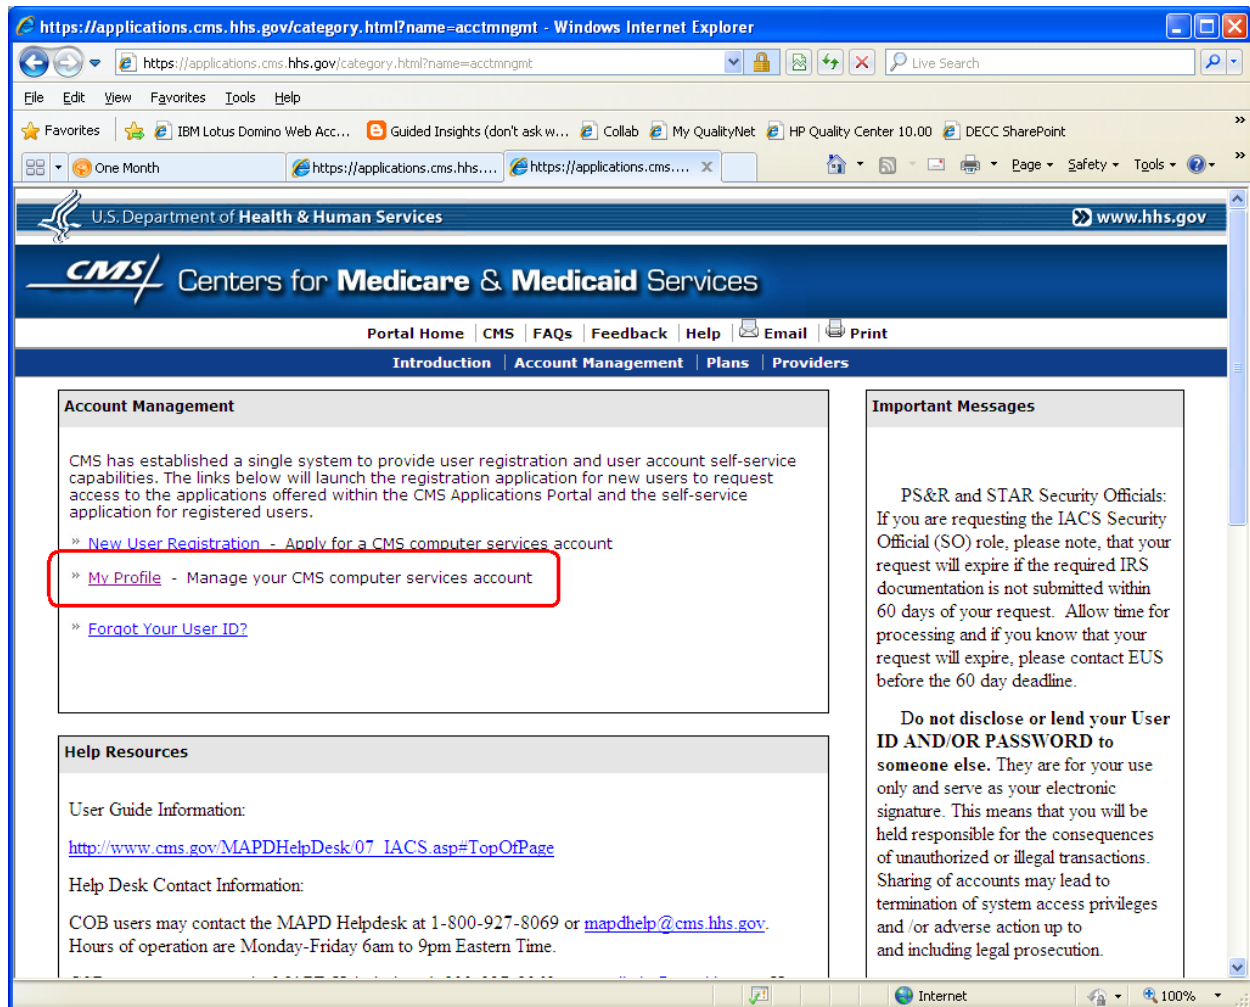 https://applications.cms.hhs.gov/category.html?name=acctmngmt - Windows Internet Explorer
https://applications.cms.hhs.gov/category.html?name=acctmngmt
Live Search
File Edit View Favorites Tools Help
Favorites IBM Lotus Domino Web Acc... Guided Insights (don't ask w... Collab My QualityNet HP Quality Center 10.00 DECC SharePoint »
One Month https://applications.cms.hhs.... https://applications.cms.... X Page Safety Tools »
U.S. Department of Health & Human Services www.hhs.gov
CMS Centers for Medicare & Medicaid Services
Portal Home | CMS | FAQs | Feedback | Help | Email | Print
Introduction | Account Management | Plans | Providers
Account Management
CMS has established a single system to provide user registration and user account self-service
capabilities. The links below will launch the registration application for new users to request
access to the applications offered within the CMS Applications Portal and the self-service
application for registered users.
» New User Registration - Apply for a CMS computer services account
» My Profile - Manage your CMS computer services account
» Forgot Your User ID?
Help Resources
User Guide Information:
http://www.cms.gov/MAPDHelpDesk/07_IACS.asp#TopOfPage
Help Desk Contact Information:
COB users may contact the MAPD Helpdesk at 1-800-927-8069 or mapdhelp@cms.hhs.gov.
Hours of operation are Monday-Friday 6am to 9pm Eastern Time.
Important Messages
PS&R and STAR Security Officials:
If you are requesting the IACS Security
Official (SO) role, please note, that your
request will expire if the required IRS
documentation is not submitted within
60 days of your request. Allow time for
processing and if you know that your
request will expire, please contact EUS
before the 60 day deadline.
Do not disclose or lend your User
ID AND/OR PASSWORD to
someone else. They are for your use
only and serve as your electronic
signature. This means that you will be
held responsible for the consequences
of unauthorized or illegal transactions.
Sharing of accounts may lead to
termination of system access privileges
and /or adverse action up to
and including legal prosecution.
Internet 100%